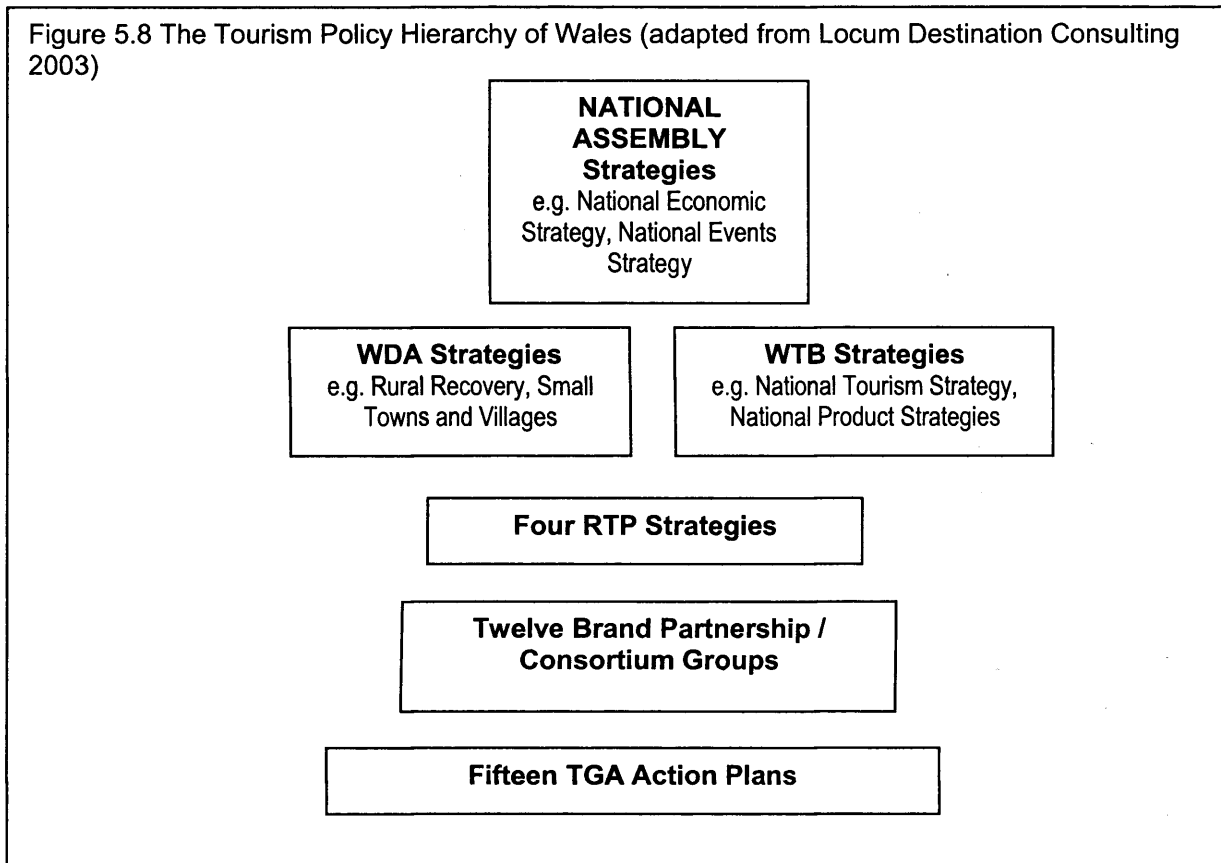 Figure 5.8 The Tourism Policy Hierarchy of Wales (adapted from Locum Destination Consulting
2003)
NATIONAL
ASSEMBLY
Strategies
e.g. National Economic
Strategy, National Events
Strategy
WDA Strategies
e.g. Rural Recovery, Small
Towns and Villages
WTB Strategies
e.g. National Tourism Strategy,
National Product Strategies
Four RTP Strategies
Twelve Brand Partnership /
Consortium Groups
Fifteen TGA Action Plans